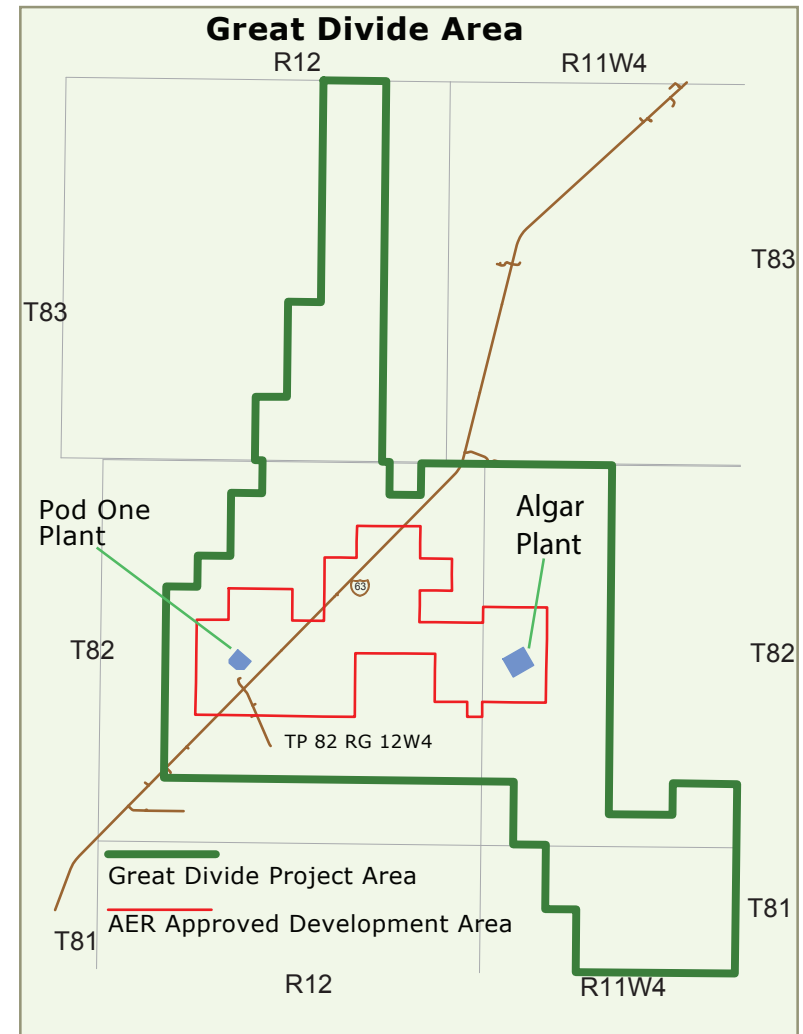 Great Divide Area
R12
R11W4
T83
T83
Pod One
Plant
Algar
Plant
63
T82
T82
TP 82 RG 12W4
Great Divide Project Area
AER Approved Development Area
T81
T81
R12
R11W4